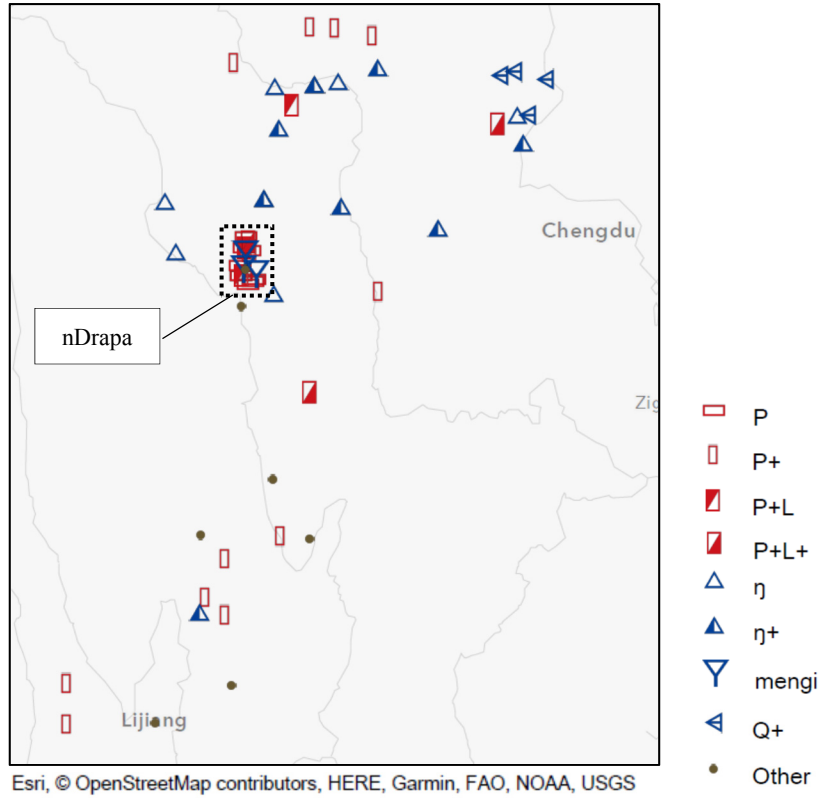 Chengdu
nDrapa
Zig
Lijiang
P
P+
P+L
P+L+
ŋ
ŋ+
mengi
Q+
Other
Esri, © OpenStreetMap contributors, HERE, Garmin, FAO, NOAA, USGS